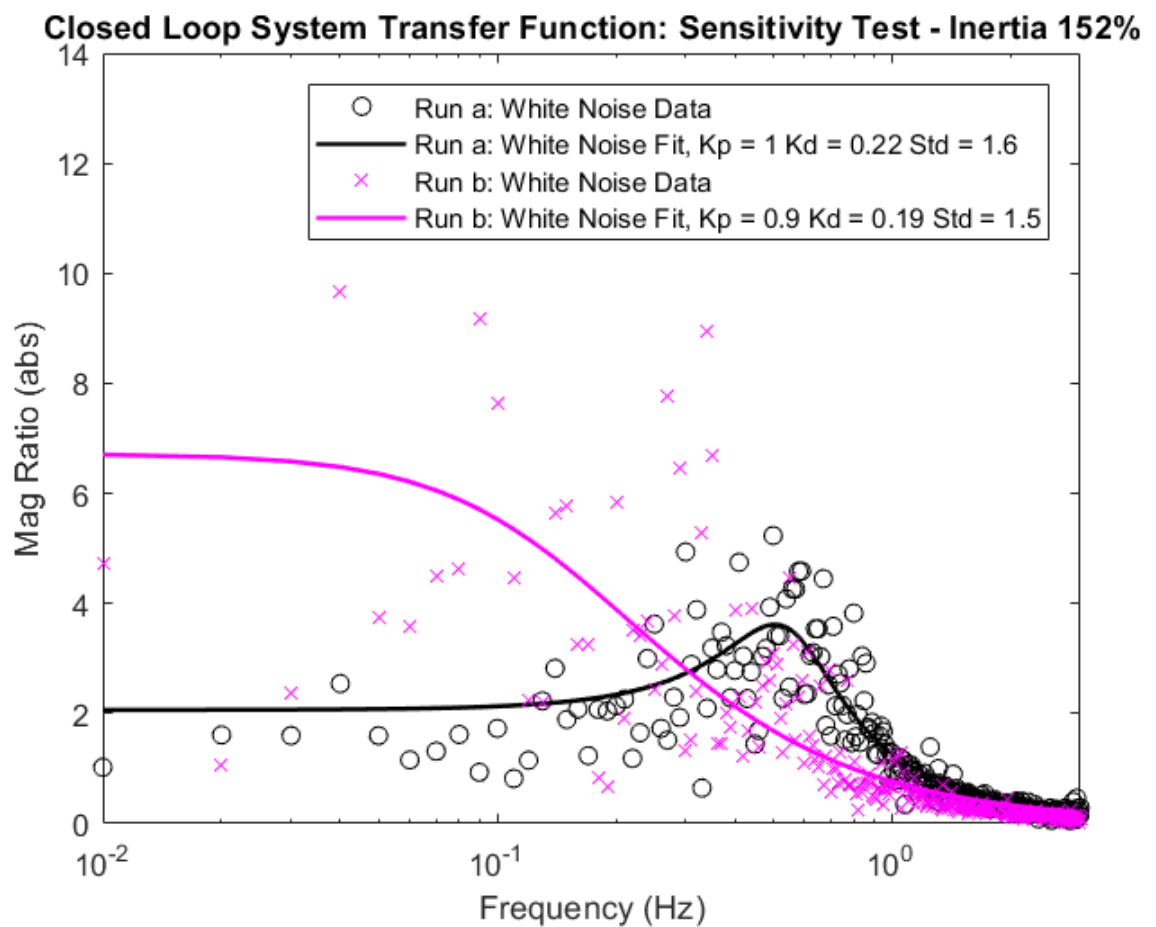 Closed Loop System Transfer Function: Sensitivity Test - Inertia 152%
14
12
10
8
6
4
2
0
Mag Ratio (abs)
Run a: White Noise Data
Run a: White Noise Fit, Kp = 1 Kd = 0.22 Std = 1.6
Run b: White Noise Data
Run b: White Noise Fit, Kp = 0.9 Kd = 0.19 Std = 1.5
10^-2 10^-1 10^0
Frequency (Hz)